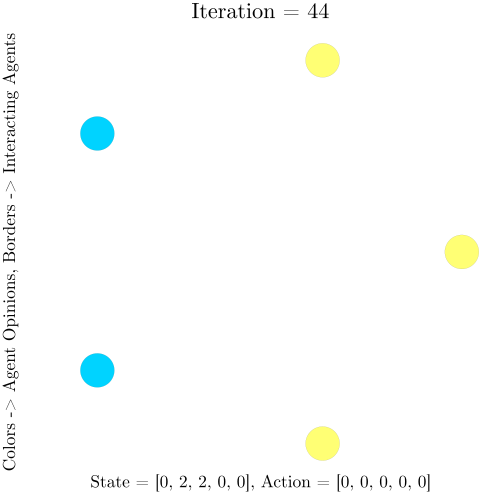 Iteration = 44
Colors -> Agent Opinions, Borders -> Interacting Agents
State = [0, 2, 2, 0, 0], Action = [0, 0, 0, 0, 0]